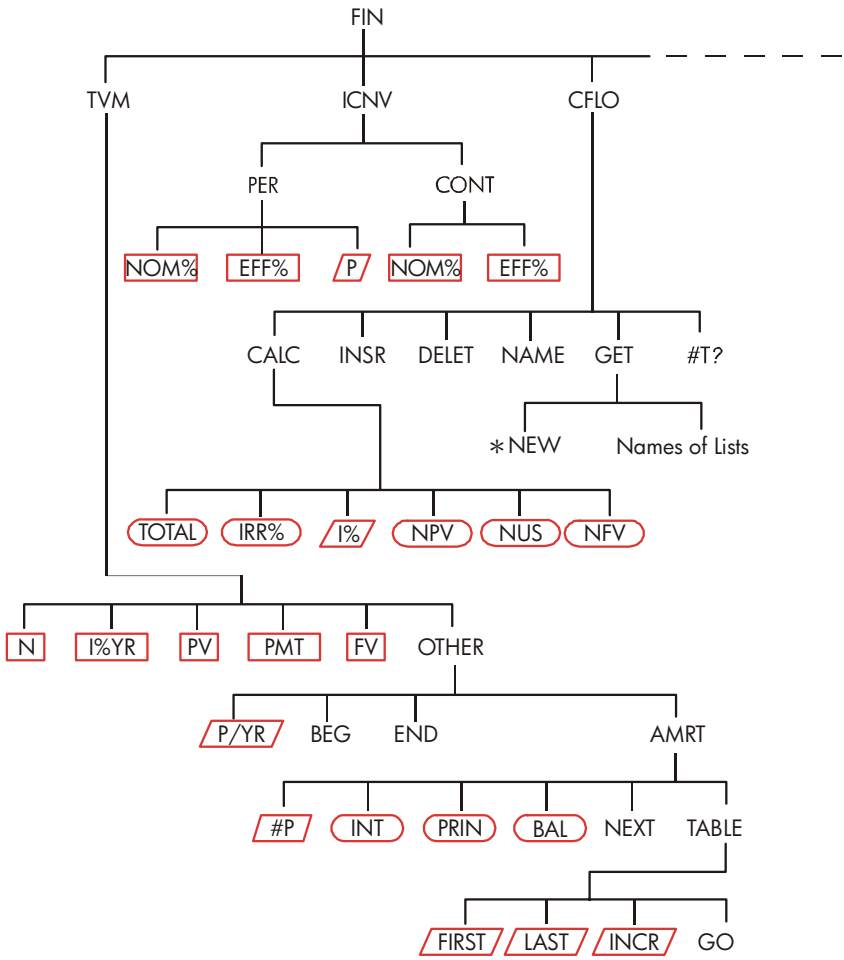 FIN
TVM ICNV CFLO
PER CONT
NOM% EFF% P NOM% EFF%
CALC INSR DELET NAME GET #T?
*NEW Names of Lists
TOTAL IRR% I% NPV NUS NFV
N I%YR PV PMT FV OTHER
P/YR BEG END AMRT
#P INT PRIN BAL NEXT TABLE
FIRST LAST INCR GO